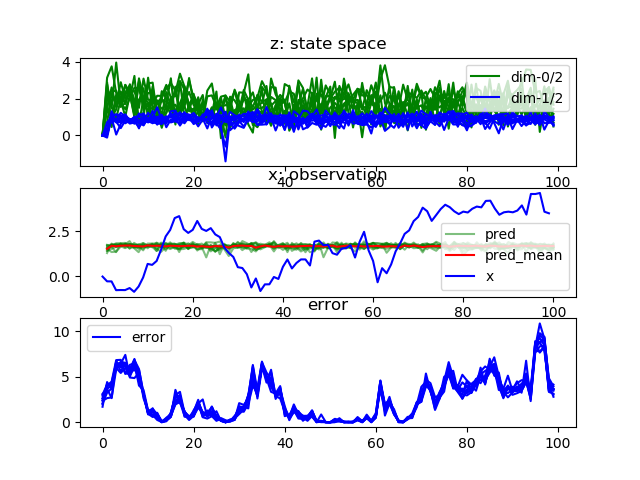 z: state space
4
2
0
dim-0/2
dim-1/2
0 20 40 60 80 100
x: observation
2.5
0.0
pred
pred_mean
x
0 20 40 60 80 100
error
10
5
0
error
0 20 40 60 80 100